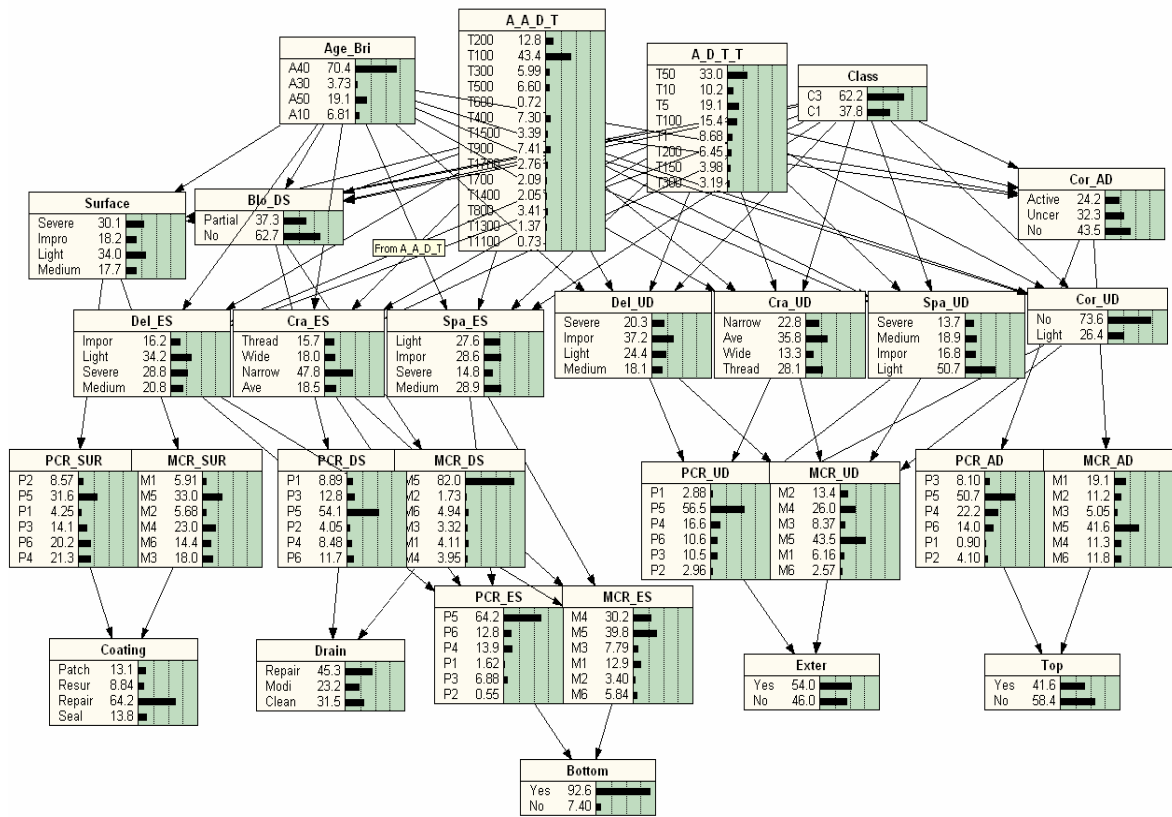 A_A_D_T
T200 12.8
T100 43.4
T300 5.99
T500 6.60
T600 0.72
T400 7.30
T1500 3.39
T900 7.41
T1700 2.76
T700 2.09
T1400 2.05
T800 3.41
T1300 1.37
T1100 0.73
Age_Bri
A40 70.4
A30 3.73
A50 19.1
A10 6.81
A_D_T_T
T50 33.0
T10 10.2
T5 19.1
T100 15.4
T1 8.68
T200 6.45
T150 3.98
T300 3.19
Class
C3 62.2
C1 37.8
Surface
Severe 30.1
Impro 18.2
Light 34.0
Medium 17.7
Blo_DS
Partial 37.3
No 62.7
From A_A_D_T
Cor_AD
Active 24.2
Uncer 32.3
No 43.5
Del_ES
Impor 16.2
Light 34.2
Severe 28.8
Medium 20.8
Cra_ES
Thread 15.7
Wide 18.0
Narrow 47.8
Ave 18.5
Spa_ES
Light 27.6
Impor 28.6
Severe 14.8
Medium 28.9
Del_UD
Severe 20.3
Impor 37.2
Light 24.4
Medium 18.1
Cra_UD
Narrow 22.8
Ave 35.8
Wide 13.3
Thread 28.1
Spa_UD
Severe 13.7
Medium 18.9
Impor 16.8
Light 50.7
Cor_UD
No 73.6
Light 26.4
PCR_SUR
P2 8.57
P5 31.6
P1 4.25
P3 14.1
P6 20.2
P4 21.3
MCR_SUR
M1 5.91
M5 33.0
M2 5.68
M4 23.0
M6 14.4
M3 18.0
PCR_DS
P1 8.89
P3 12.8
P5 54.1
P2 4.05
P4 8.48
P6 11.7
MCR_DS
M5 82.0
M2 1.73
M6 4.94
M3 3.32
M1 4.11
M4 3.95
PCR_UD
P1 2.88
P5 56.5
P4 16.6
P6 10.6
P3 10.5
P2 2.96
MCR_UD
M2 13.4
M4 26.0
M3 8.37
M5 43.5
M1 6.16
M6 2.57
PCR_AD
P3 8.10
P5 50.7
P4 22.2
P6 14.0
P1 0.90
P2 4.10
MCR_AD
M1 19.1
M2 11.2
M3 5.05
M5 41.6
M4 11.3
M6 11.8
PCR_ES
P5 64.2
P6 12.8
P4 13.9
P1 1.62
P3 6.88
P2 0.55
MCR_ES
M4 30.2
M5 39.8
M3 7.79
M1 12.9
M2 3.40
M6 5.84
Coating
Patch 13.1
Resur 8.84
Repair 64.2
Seal 13.8
Drain
Repair 45.3
Modi 23.2
Clean 31.5
Exter
Yes 54.0
No 46.0
Top
Yes 41.6
No 58.4
Bottom
Yes 92.6
No 7.40